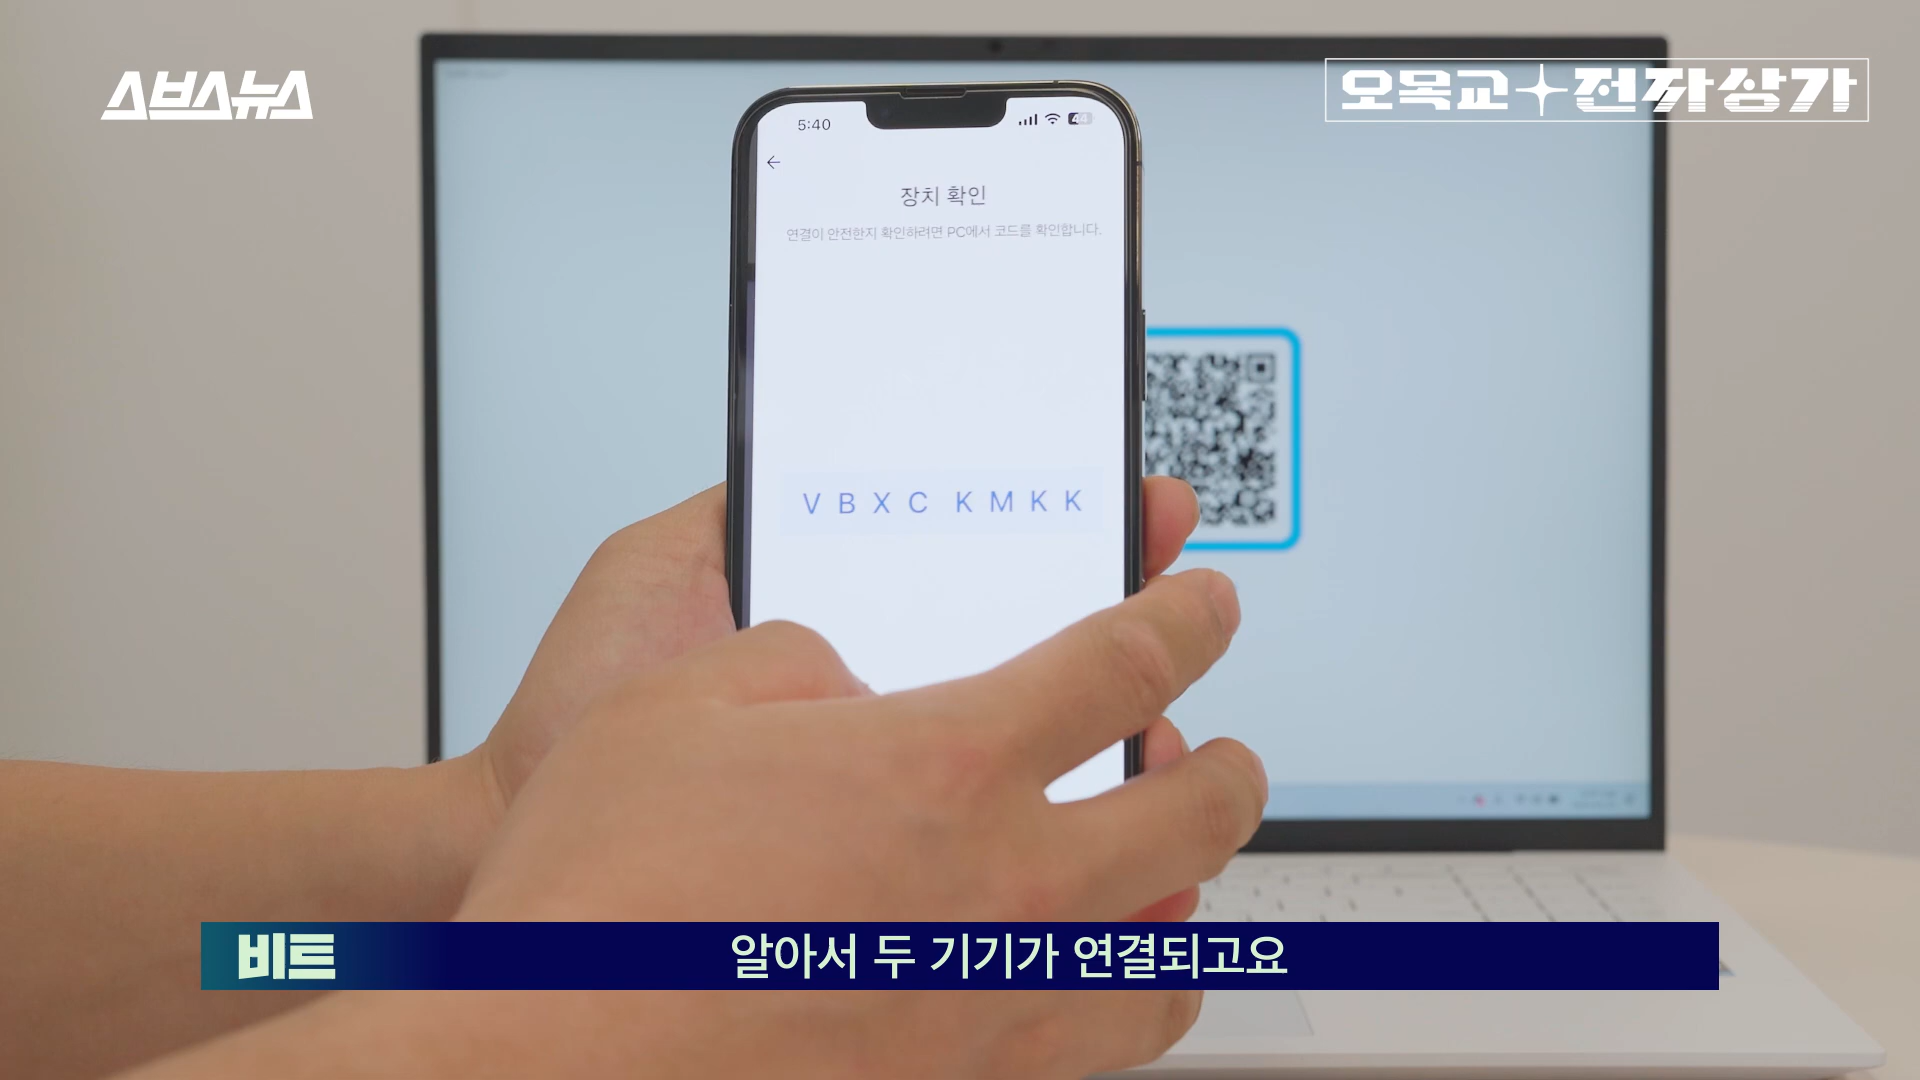 스브스뉴스
오목교 전자상가
5:40
44
장치 확인
연결이 안전한지 확인하려면 PC에서 코드를 확인합니다.
V B X C K M K K
비트
알아서 두 기기가 연결되고요